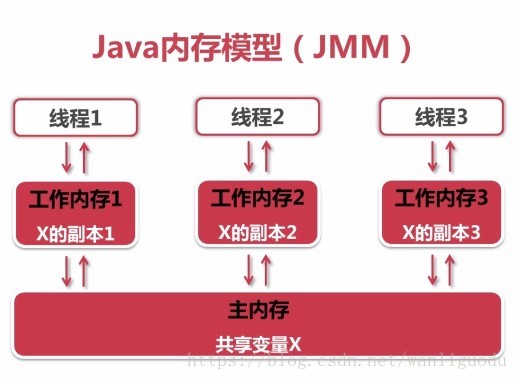 Java内存模型（JMM）
线程1
线程2
线程3
工作内存1
X的副本1
工作内存2
X的副本2
工作内存3
X的副本3
主内存
共享变量X
https://blog.csdn.net/wanliguodu